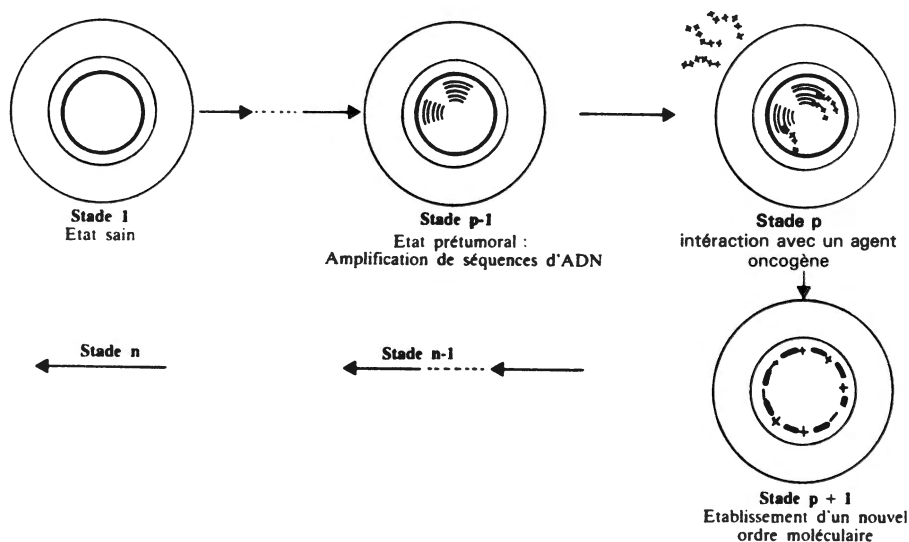 Stade 1
Etat sain
Stade p-1
Etat prétumoral :
Amplification de séquences d'ADN
Stade p
intéraction avec un agent
oncogène
Stade n
Stade n-1
Stade p + 1
Etablissement d'un nouvel
ordre moléculaire